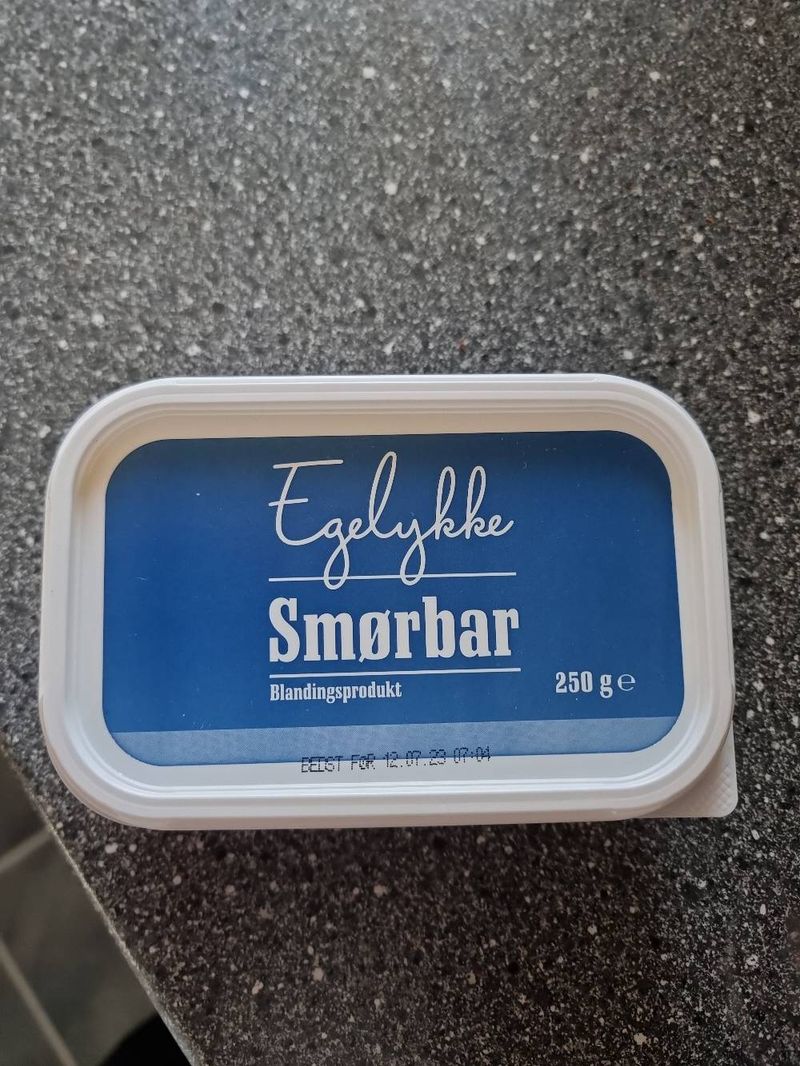 Egelykke
Smørbar
Blandingsprodukt
250 g ℮
BEDST FØR 12.07.23 07:04